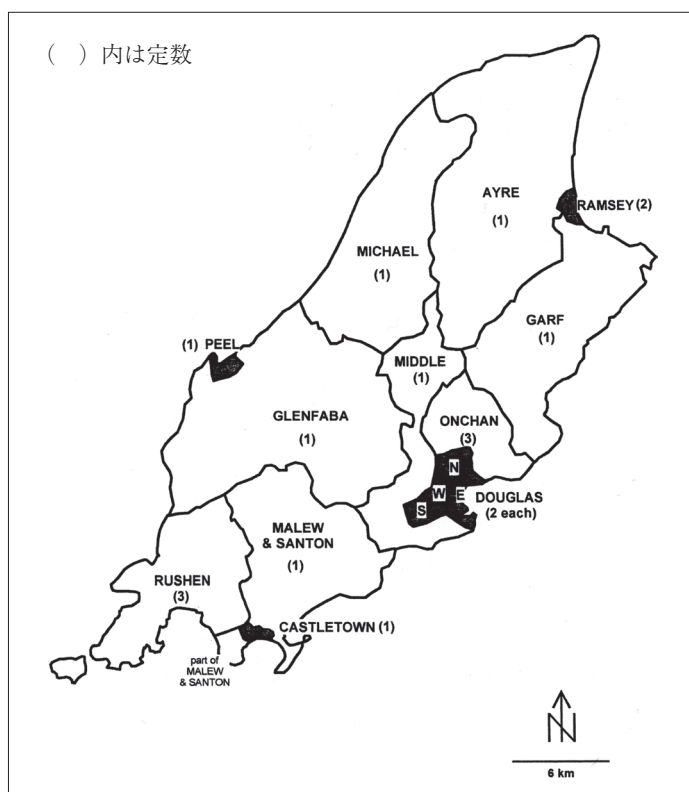 （　）内は定数
AYRE
(1)
RAMSEY (2)
MICHAEL
(1)
GARF
(1)
(1) PEEL
MIDDLE
(1)
GLENFABA
(1)
ONCHAN
(3)
N
W
E
S
DOUGLAS
(2 each)
MALEW
& SANTON
(1)
RUSHEN
(3)
CASTLETOWN (1)
part of
MALEW
& SANTON
N
6 km